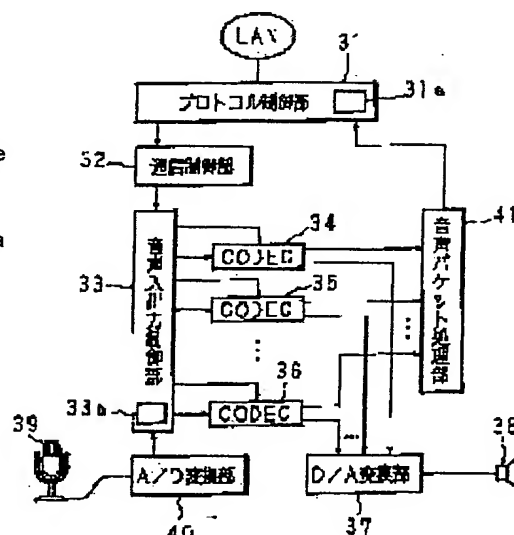 LAN
31
31a
プロトコル制御部
52
通信制御部
34
CODEC
41
音声パケット処理部
33
音声入出力制御部
35
CODEC
36
33a
CODEC
39
38
A/D変換部
D/A変換部
40
37